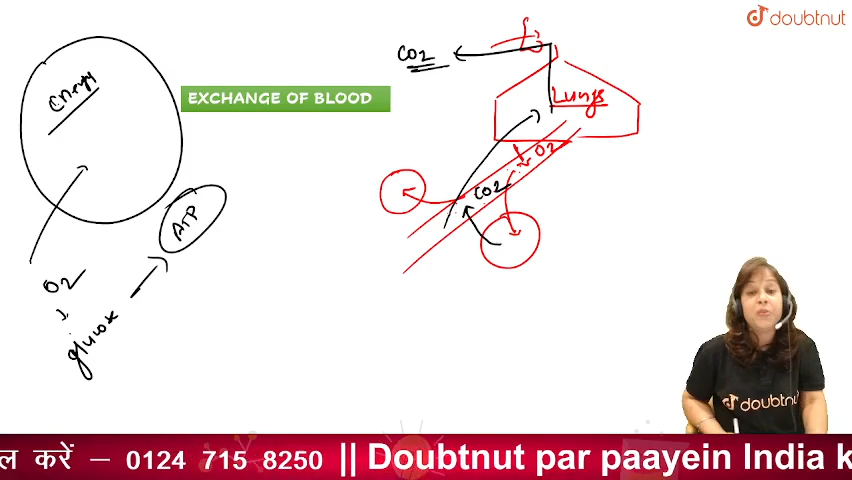 doubtnut
CO2
Energy
EXCHANGE OF BLOOD
Lungs
O2
CO2
ATP
O2
glucox
doubtnut
ल करें – 0124 715 8250 || Doubtnut par paayein India k